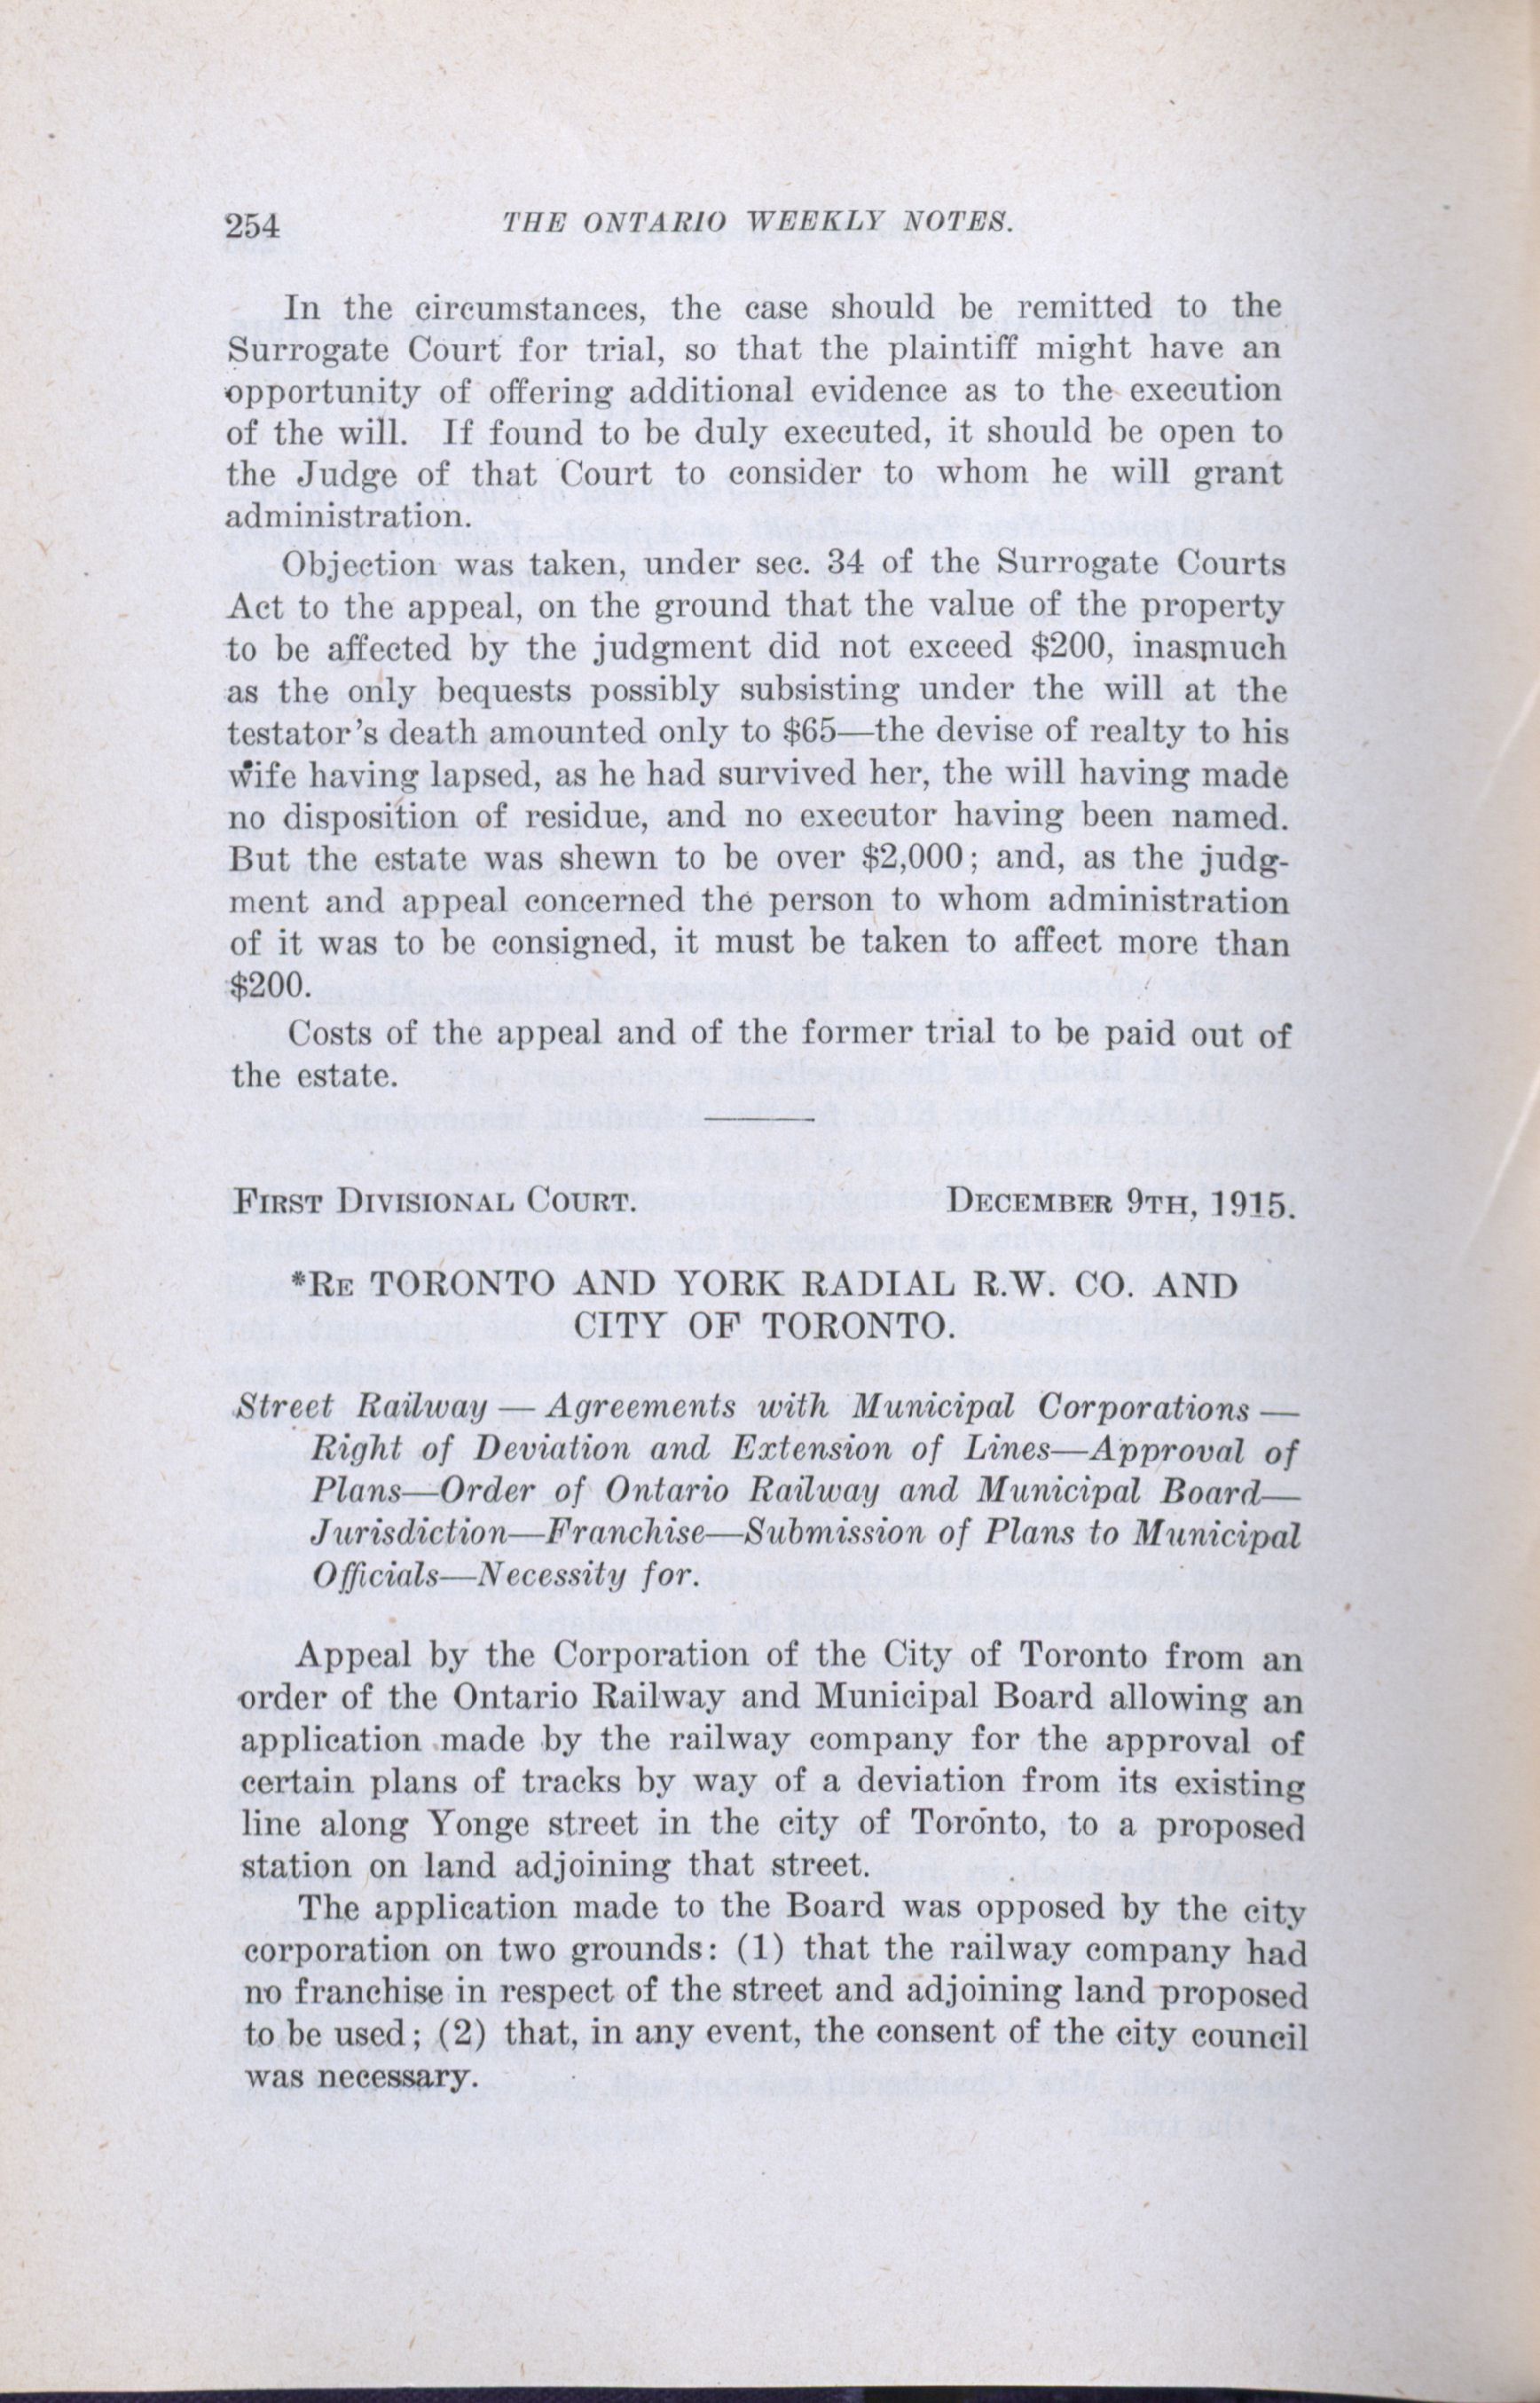 254 THE ONTARIO WEEKLY NOTES.
In the circumstances, the case should be remitted to the
Surrogate Court for trial, so that the plaintiff might have an
opportunity of offering additional evidence as to the execution
of the will. If found to be duly executed, it should be open to
the Judge of that Court to consider to whom he will grant
administration.
Objection was taken, under sec. 34 of the Surrogate Courts
Act to the appeal, on the ground that the value of the property
to be affected by the judgment did not exceed $200, inasmuch
as the only bequests possibly subsisting under the will at the
testator's death amounted only to $65—the devise of realty to his
wife having lapsed, as he had survived her, the will having made
no disposition of residue, and no executor having been named.
But the estate was shewn to be over $2,000; and, as the judg-
ment and appeal concerned the person to whom administration
of it was to be consigned, it must be taken to affect more than
$200.
Costs of the appeal and of the former trial to be paid out of
the estate.
FIRST DIVISIONAL COURT. DECEMBER 9TH, 1915.
*RE TORONTO AND YORK RADIAL R.W. CO. AND
CITY OF TORONTO.
Street Railway — Agreements with Municipal Corporations —
Right of Deviation and Extension of Lines—Approval of
Plans—Order of Ontario Railway and Municipal Board—
Jurisdiction—Franchise—Submission of Plans to Municipal
Officials—Necessity for.
Appeal by the Corporation of the City of Toronto from an
order of the Ontario Railway and Municipal Board allowing an
application made by the railway company for the approval of
certain plans of tracks by way of a deviation from its existing
line along Yonge street in the city of Toronto, to a proposed
station on land adjoining that street.
The application made to the Board was opposed by the city
corporation on two grounds: (1) that the railway company had
no franchise in respect of the street and adjoining land proposed
to be used; (2) that, in any event, the consent of the city council
was necessary.